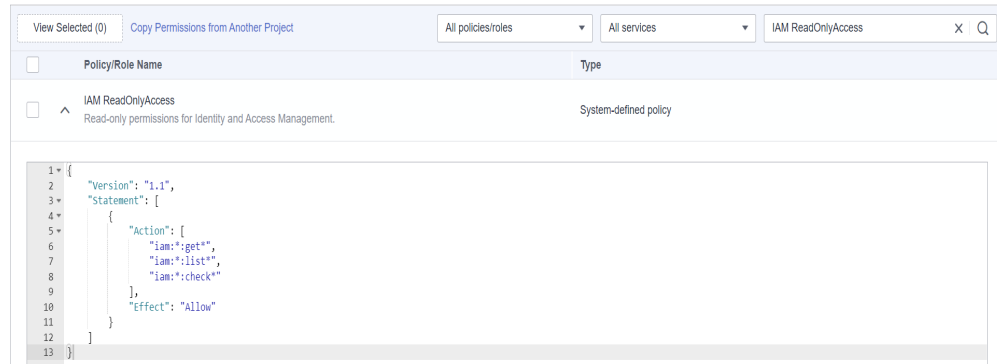 View Selected (0) Copy Permissions from Another Project All policies/roles All services IAM ReadOnlyAccess
Policy/Role Name Type
IAM ReadOnlyAccess
Read-only permissions for Identity and Access Management.
System-defined policy
1 {
2 "Version": "1.1",
3 "Statement": [
4 {
5 "Action": [
6 "iam:*:get*",
7 "iam:*:list*",
8 "iam:*:check*"
9 ],
10 "Effect": "Allow"
11 }
12 ]
13 }